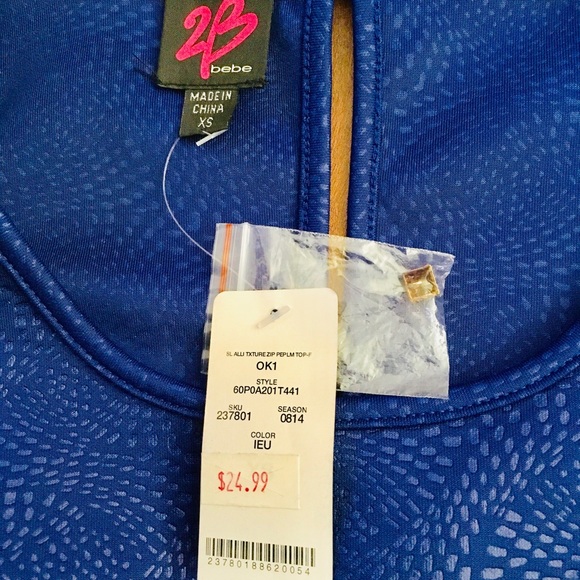 2B
bebe
MADE IN
CHINA
XS
SL ALLI TXTURE ZIP PEPLM TOP-F
OK1
STYLE
60P0A201T441
SKU
237801
SEASON
0814
COLOR
IEU
$24.99
23780188620054